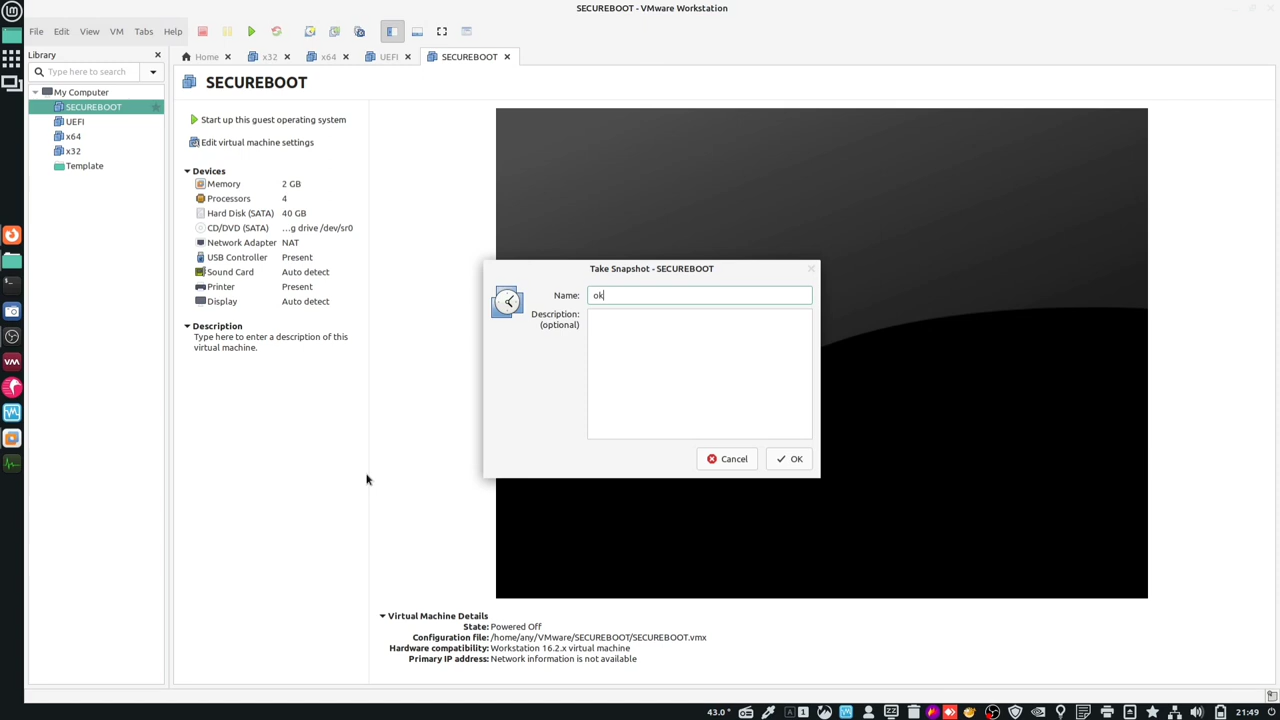 SECUREBOOT - VMware Workstation
File Edit View VM Tabs Help
Library
Type here to search
My Computer
SECUREBOOT
UEFI
x64
x32
Template
Home x32 x64 UEFI SECUREBOOT
SECUREBOOT
Start up this guest operating system
Edit virtual machine settings
Devices
Memory 2 GB
Processors 4
Hard Disk (SATA) 40 GB
CD/DVD (SATA) …g drive /dev/sr0
Network Adapter NAT
USB Controller Present
Sound Card Auto detect
Printer Present
Display Auto detect
Description
Type here to enter a description of this
virtual machine.
Take Snapshot - SECUREBOOT
Name: ok
Description:
(optional)
Cancel OK
Virtual Machine Details
State: Powered Off
Configuration file: /home/any/VMware/SECUREBOOT/SECUREBOOT.vmx
Hardware compatibility: Workstation 16.2.x virtual machine
Primary IP address: Network information is not available
43.0° 1 21:49